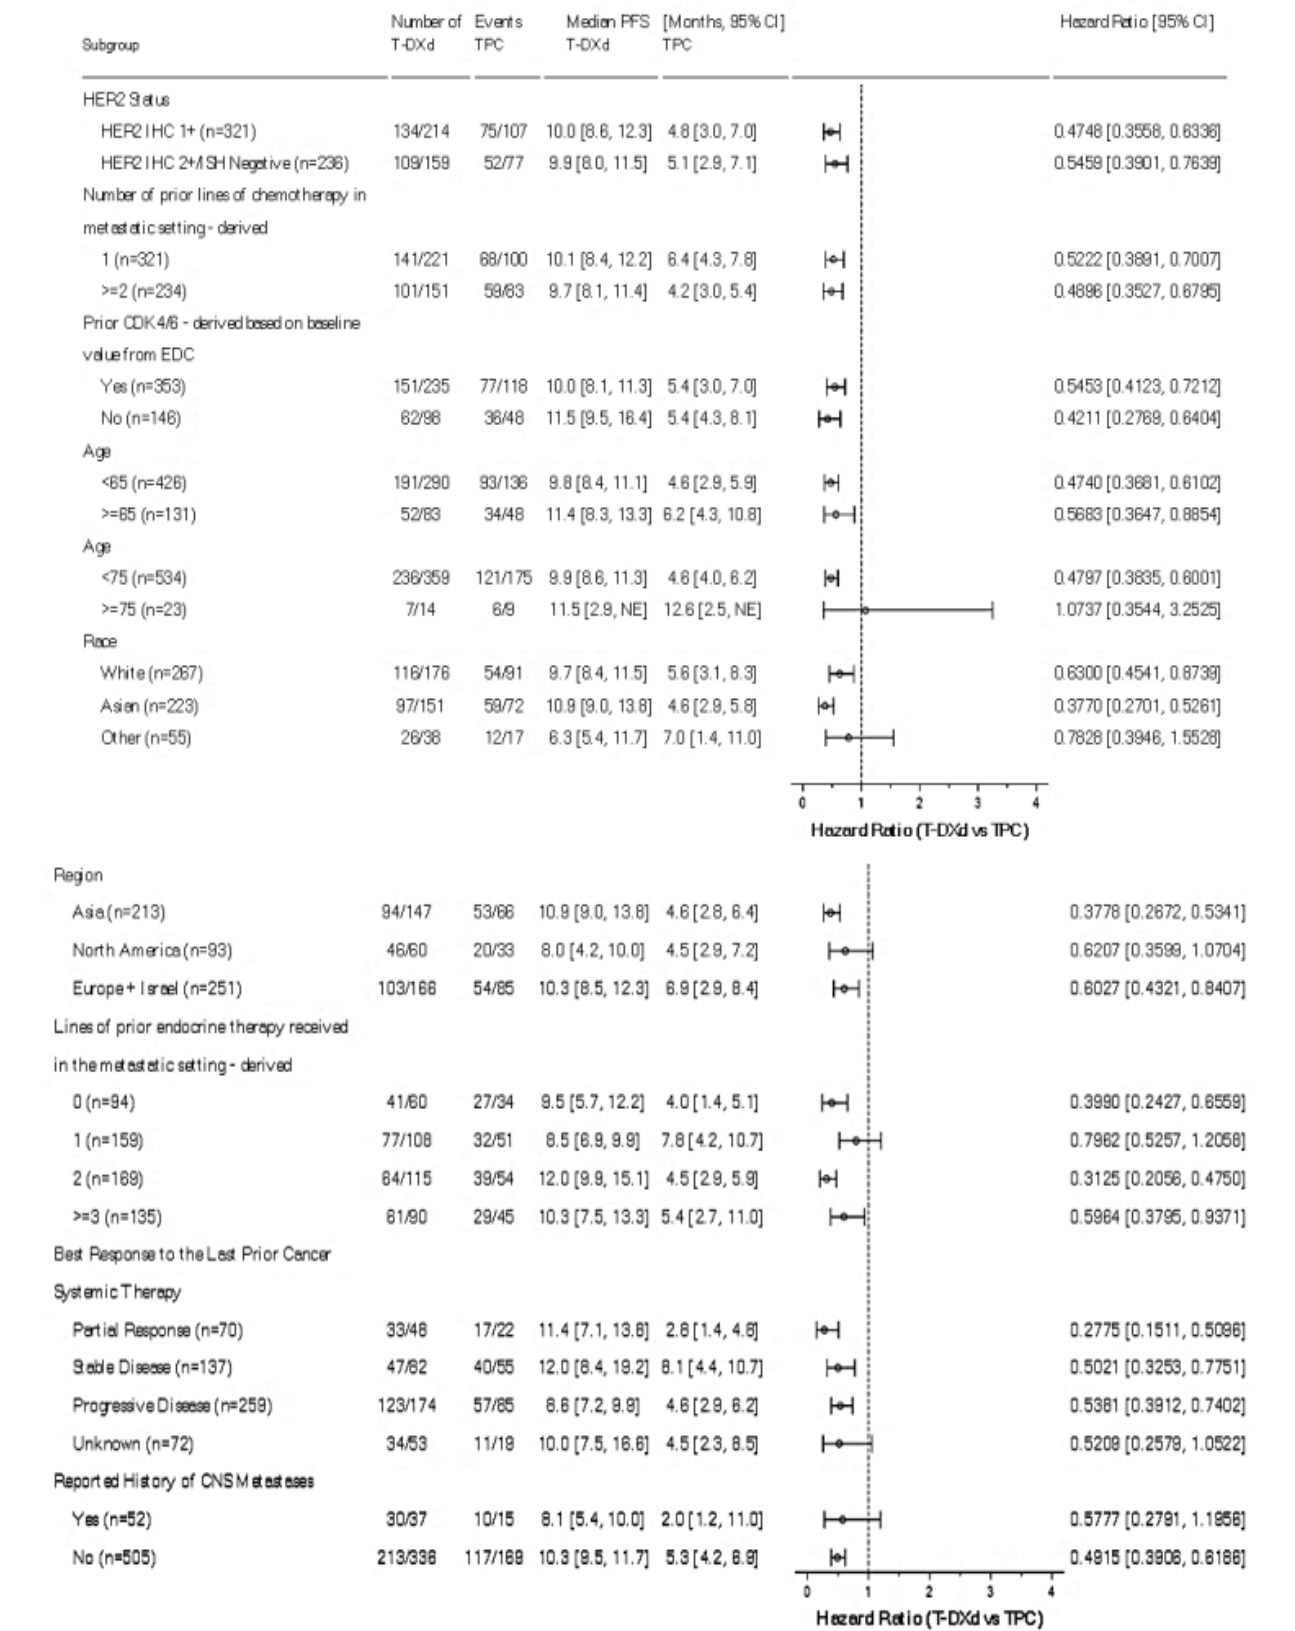 Number of Events Median PFS [Months, 95% CI] Hazard Ratio [95% CI]
Subgroup T-DXd TPC T-DXd TPC
HER2 Status
HER2 IHC 1+ (n=321) 134/214 75/107 10.0 [8.6, 12.3] 4.8 [3.0, 7.0] 0.4748 [0.3558, 0.6336]
HER2 IHC 2+/ISH Negative (n=236) 109/159 52/77 9.9 [8.0, 11.5] 5.1 [2.9, 7.1] 0.5459 [0.3901, 0.7639]
Number of prior lines of chemotherapy in
metastatic setting - derived
1 (n=321) 141/221 68/100 10.1 [8.4, 12.2] 6.4 [4.3, 7.8] 0.5222 [0.3891, 0.7007]
>=2 (n=234) 101/151 59/83 9.7 [8.1, 11.4] 4.2 [3.0, 5.4] 0.4896 [0.3527, 0.6795]
Prior CDK4/6 - derived based on baseline
value from EDC
Yes (n=353) 151/235 77/118 10.0 [8.1, 11.3] 5.4 [3.0, 7.0] 0.5453 [0.4123, 0.7212]
No (n=146) 62/98 36/48 11.5 [9.5, 16.4] 5.4 [4.3, 8.1] 0.4211 [0.2769, 0.6404]
Age
<65 (n=426) 191/290 93/136 9.8 [8.4, 11.1] 4.6 [2.9, 5.9] 0.4740 [0.3681, 0.6102]
>=65 (n=131) 52/83 34/48 11.4 [8.3, 13.3] 6.2 [4.3, 10.8] 0.5683 [0.3647, 0.8854]
Age
<75 (n=534) 236/359 121/175 9.9 [8.6, 11.3] 4.6 [4.0, 6.2] 0.4797 [0.3835, 0.6001]
>=75 (n=23) 7/14 6/9 11.5 [2.9, NE] 12.6 [2.5, NE] 1.0737 [0.3544, 3.2525]
Race
White (n=267) 116/176 54/91 9.7 [8.4, 11.5] 5.6 [3.1, 8.3] 0.6300 [0.4541, 0.8739]
Asian (n=223) 97/151 59/72 10.9 [9.0, 13.8] 4.6 [2.9, 5.8] 0.3770 [0.2701, 0.5261]
Other (n=55) 26/38 12/17 6.3 [5.4, 11.7] 7.0 [1.4, 11.0] 0.7828 [0.3946, 1.5528]
0 1 2 3 4
Hazard Ratio (T-DXd vs TPC)
Region
Asia (n=213) 94/147 53/66 10.9 [9.0, 13.8] 4.6 [2.8, 6.4] 0.3778 [0.2672, 0.5341]
North America (n=93) 46/60 20/33 8.0 [4.2, 10.0] 4.5 [2.9, 7.2] 0.6207 [0.3599, 1.0704]
Europe + Israel (n=251) 103/166 54/85 10.3 [8.5, 12.3] 6.9 [2.9, 8.4] 0.6027 [0.4321, 0.8407]
Lines of prior endocrine therapy received
in the metastatic setting - derived
0 (n=94) 41/60 27/34 9.5 [5.7, 12.2] 4.0 [1.4, 5.1] 0.3990 [0.2427, 0.6559]
1 (n=159) 77/108 32/51 8.5 [6.9, 9.9] 7.8 [4.2, 10.7] 0.7962 [0.5257, 1.2058]
2 (n=169) 64/115 39/54 12.0 [9.9, 15.1] 4.5 [2.9, 5.9] 0.3125 [0.2056, 0.4750]
>=3 (n=135) 61/90 29/45 10.3 [7.5, 13.3] 5.4 [2.7, 11.0] 0.5964 [0.3795, 0.9371]
Best Response to the Last Prior Cancer
Systemic Therapy
Partial Response (n=70) 33/48 17/22 11.4 [7.1, 13.8] 2.8 [1.4, 4.8] 0.2775 [0.1511, 0.5096]
Stable Disease (n=137) 47/82 40/55 12.0 [8.4, 19.2] 8.1 [4.4, 10.7] 0.5021 [0.3253, 0.7751]
Progressive Disease (n=259) 123/174 57/85 8.6 [7.2, 9.9] 4.6 [2.9, 6.2] 0.5381 [0.3912, 0.7402]
Unknown (n=72) 34/53 11/19 10.0 [7.5, 16.6] 4.5 [2.3, 8.5] 0.5209 [0.2579, 1.0522]
Reported History of CNS Metastases
Yes (n=52) 30/37 10/15 8.1 [5.4, 10.0] 2.0 [1.2, 11.0] 0.5777 [0.2791, 1.1956]
No (n=505) 213/336 117/169 10.3 [9.5, 11.7] 5.3 [4.2, 6.9] 0.4915 [0.3906, 0.6186]
0 1 2 3 4
Hazard Ratio (T-DXd vs TPC)